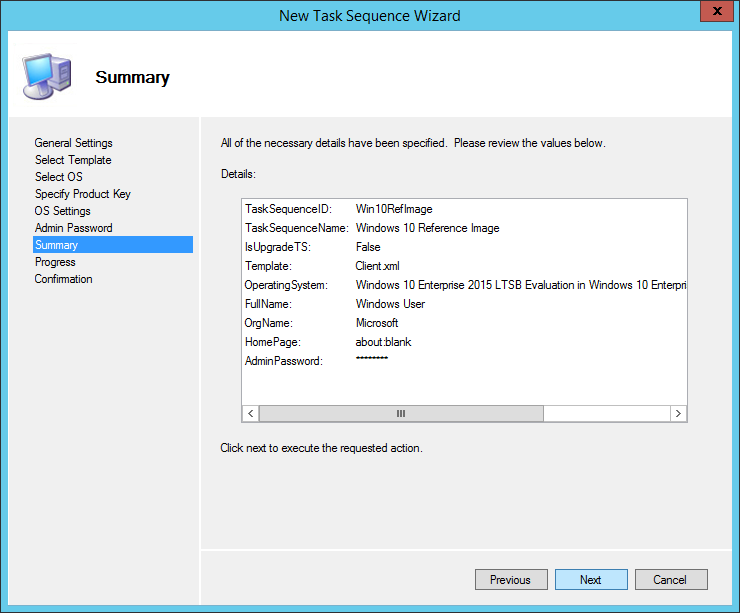 New Task Sequence Wizard
x
Summary
General Settings
Select Template
Select OS
Specify Product Key
OS Settings
Admin Password
Summary
Progress
Confirmation
All of the necessary details have been specified.  Please review the values below.
Details:
TaskSequenceID: Win10RefImage
TaskSequenceName: Windows 10 Reference Image
IsUpgradeTS: False
Template: Client.xml
OperatingSystem: Windows 10 Enterprise 2015 LTSB Evaluation in Windows 10 Enterpri
FullName: Windows User
OrgName: Microsoft
HomePage: about:blank
AdminPassword: ********
Click next to execute the requested action.
Previous Next Cancel